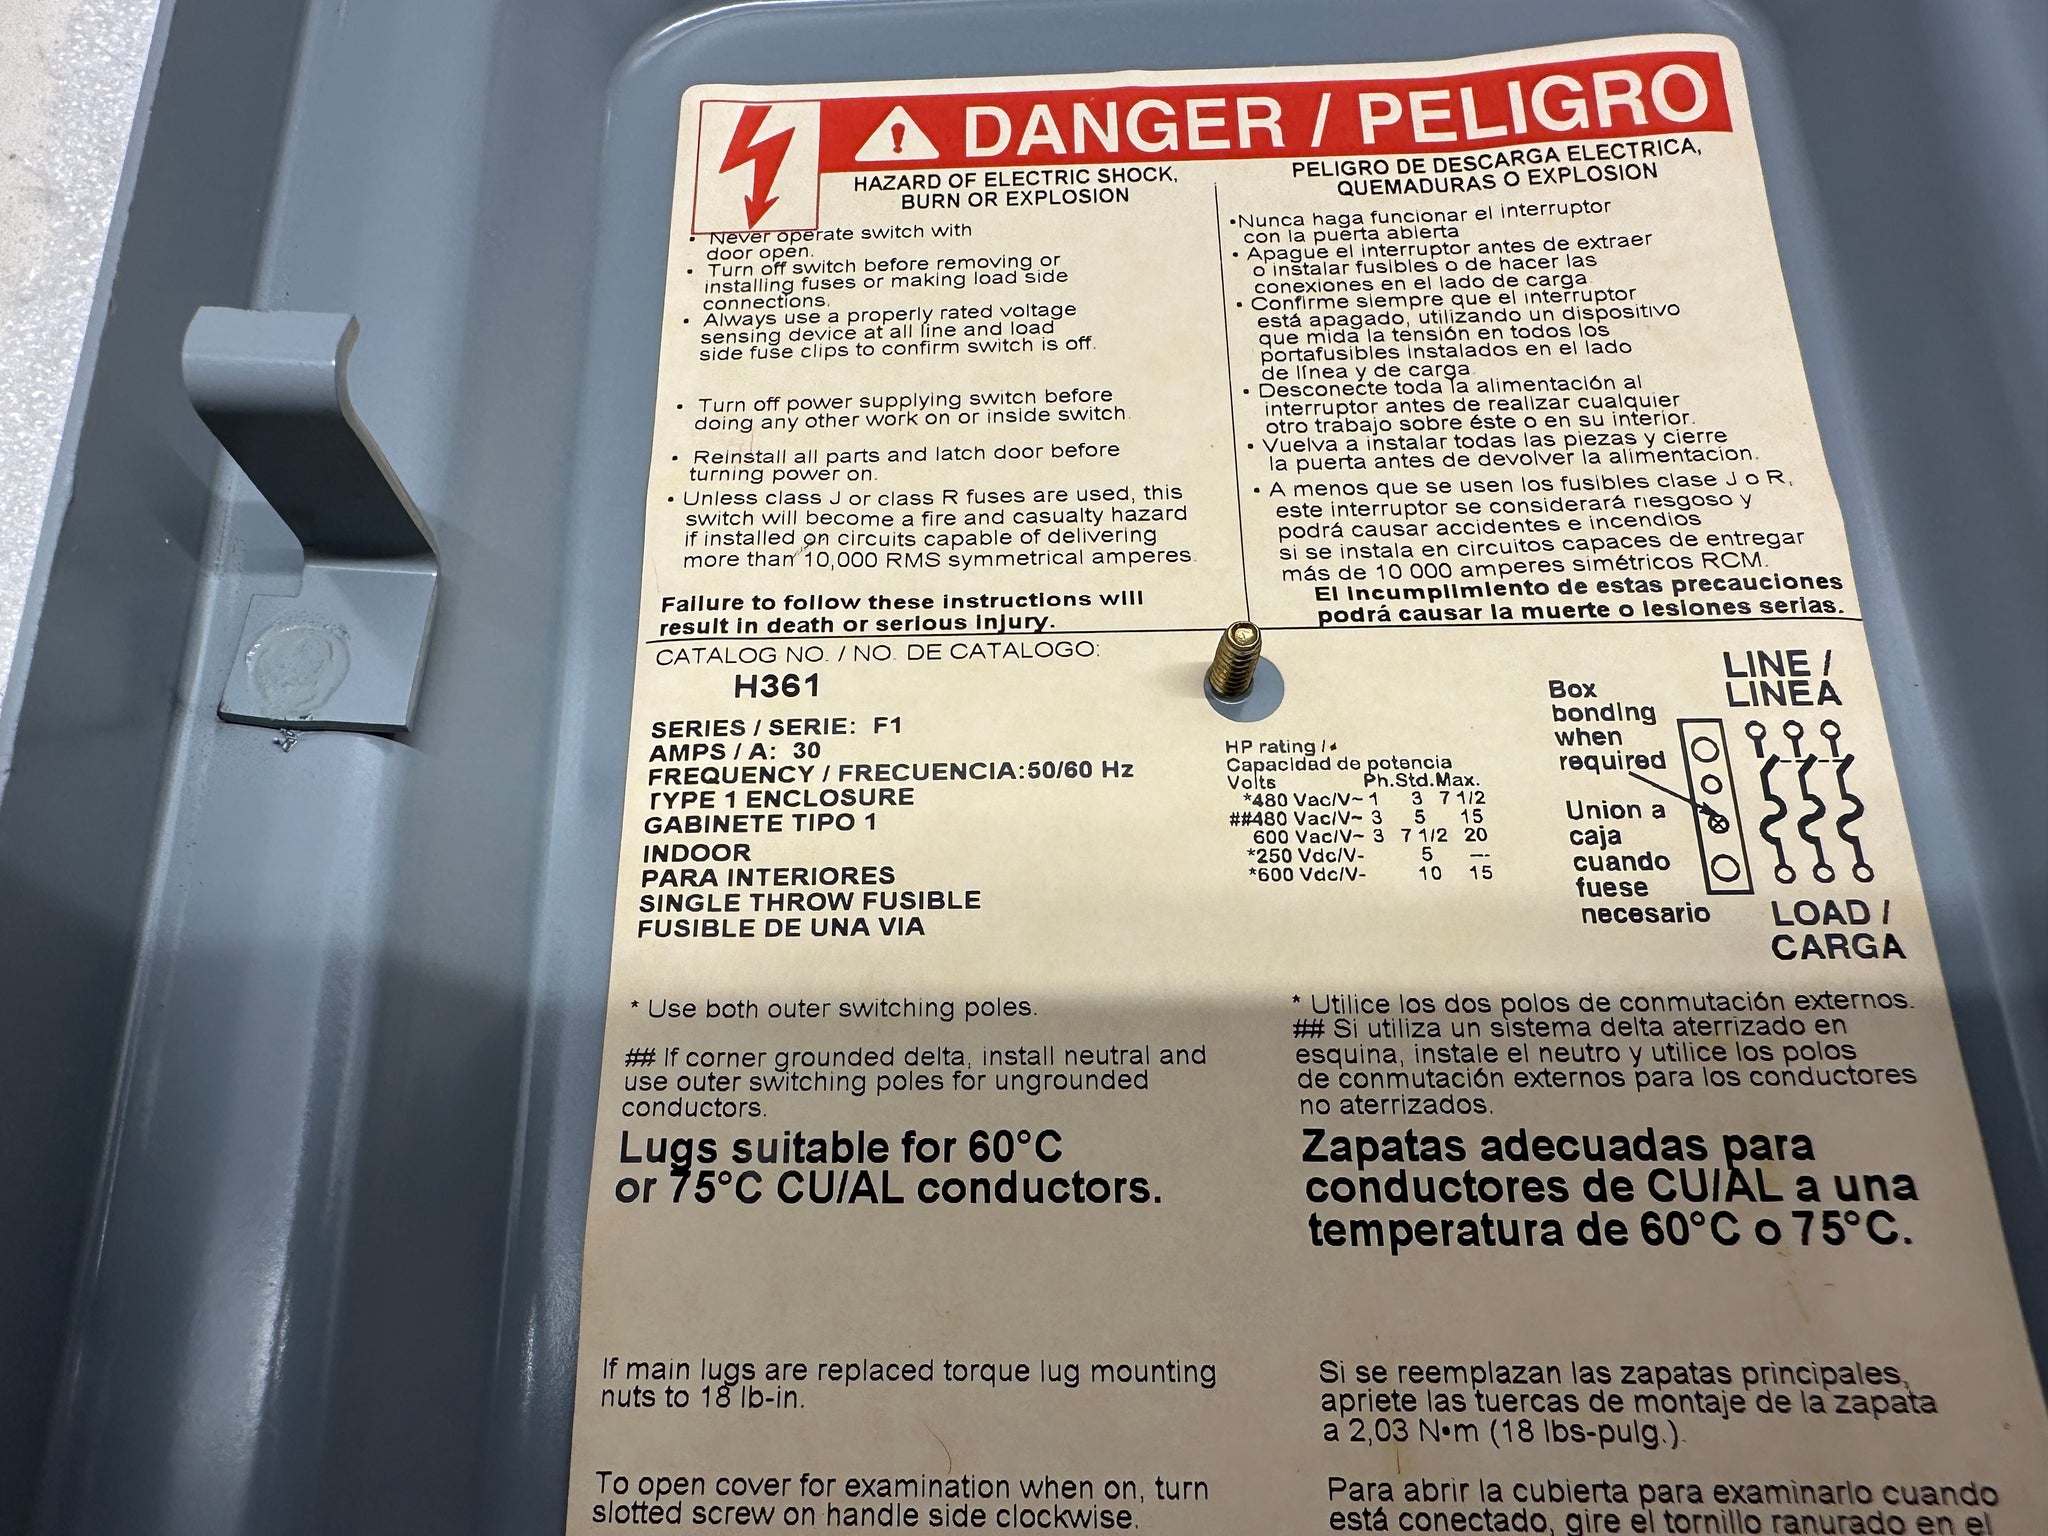 DANGER / PELIGRO
HAZARD OF ELECTRIC SHOCK,
BURN OR EXPLOSION
• Never operate switch with
door open.
• Turn off switch before removing or
installing fuses or making load side
connections.
• Always use a properly rated voltage
sensing device at all line and load
side fuse clips to confirm switch is off.
• Turn off power supplying switch before
doing any other work on or inside switch.
• Reinstall all parts and latch door before
turning power on.
• Unless class J or class R fuses are used, this
switch will become a fire and casualty hazard
if installed on circuits capable of delivering
more than 10,000 RMS symmetrical amperes.
Failure to follow these instructions will
result in death or serious injury.
PELIGRO DE DESCARGA ELECTRICA,
QUEMADURAS O EXPLOSION
•Nunca haga funcionar el interruptor
con la puerta abierta
• Apague el interruptor antes de extraer
o instalar fusibles o de hacer las
conexiones en el lado de carga.
• Confirme siempre que el interruptor
está apagado, utilizando un dispositivo
que mida la tensión en todos los
portafusibles instalados en el lado
de línea y de carga.
• Desconecte toda la alimentación al
interruptor antes de realizar cualquier
otro trabajo sobre éste o en su interior.
• Vuelva a instalar todas las piezas y cierre
la puerta antes de devolver la alimentacion.
• A menos que se usen los fusibles clase J o R,
este interruptor se considerará riesgoso y
podrá causar accidentes e incendios
si se instala en circuitos capaces de entregar
más de 10 000 amperes simétricos RCM.
El incumplimiento de estas precauciones
podrá causar la muerte o lesiones serias.
CATALOG NO. / NO. DE CATALOGO:
H361
SERIES / SERIE: F1
AMPS / A: 30
FREQUENCY / FRECUENCIA:50/60 Hz
TYPE 1 ENCLOSURE
GABINETE TIPO 1
INDOOR
PARA INTERIORES
SINGLE THROW FUSIBLE
FUSIBLE DE UNA VIA
HP rating /
Capacidad de potencia
Volts Ph. Std. Max.
*480 Vac/V~ 1 3 7 1/2
##480 Vac/V~ 3 5 15
600 Vac/V~ 3 7 1/2 20
*250 Vdc/V- 5 ---
*600 Vdc/V- 10 15
Box
bonding
when
required
Union a
caja
cuando
fuese
necesario
LINE /
LINEA
LOAD /
CARGA
* Use both outer switching poles.
## If corner grounded delta, install neutral and
use outer switching poles for ungrounded
conductors.
* Utilice los dos polos de conmutación externos.
## Si utiliza un sistema delta aterrizado en
esquina, instale el neutro y utilice los polos
de conmutación externos para los conductores
no aterrizados.
Lugs suitable for 60°C
or 75°C CU/AL conductors.
Zapatas adecuadas para
conductores de CU/AL a una
temperatura de 60°C o 75°C.
If main lugs are replaced torque lug mounting
nuts to 18 lb-in.
Si se reemplazan las zapatas principales,
apriete las tuercas de montaje de la zapata
a 2,03 N•m (18 lbs-pulg.).
To open cover for examination when on, turn
slotted screw on handle side clockwise.
Para abrir la cubierta para examinarlo cuando
está conectado, gire el tornillo ranurado en el